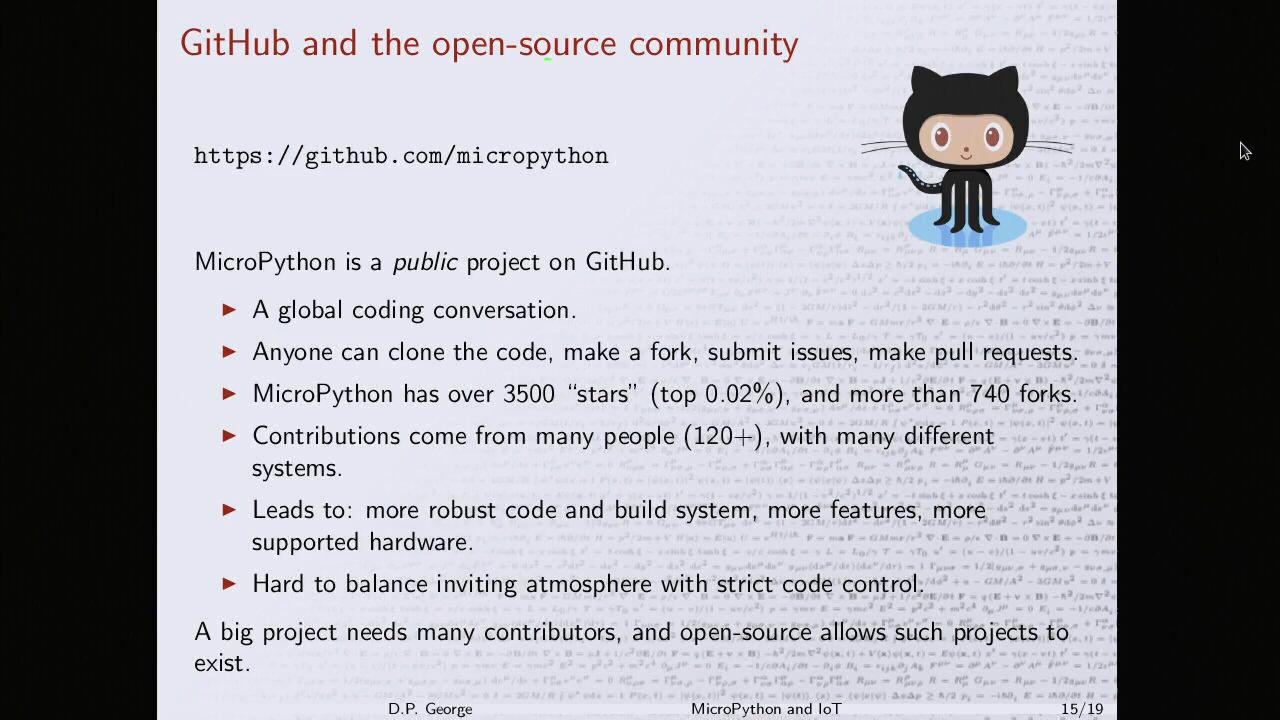 GitHub and the open-source community
https://github.com/micropython
MicroPython is a public project on GitHub.
▶ A global coding conversation.
▶ Anyone can clone the code, make a fork, submit issues, make pull requests.
▶ MicroPython has over 3500 “stars” (top 0.02%), and more than 740 forks.
▶ Contributions come from many people (120+), with many different
systems.
▶ Leads to: more robust code and build system, more features, more
supported hardware.
▶ Hard to balance inviting atmosphere with strict code control.
A big project needs many contributors, and open-source allows such projects to
exist.
D.P. George MicroPython and IoT 15/19